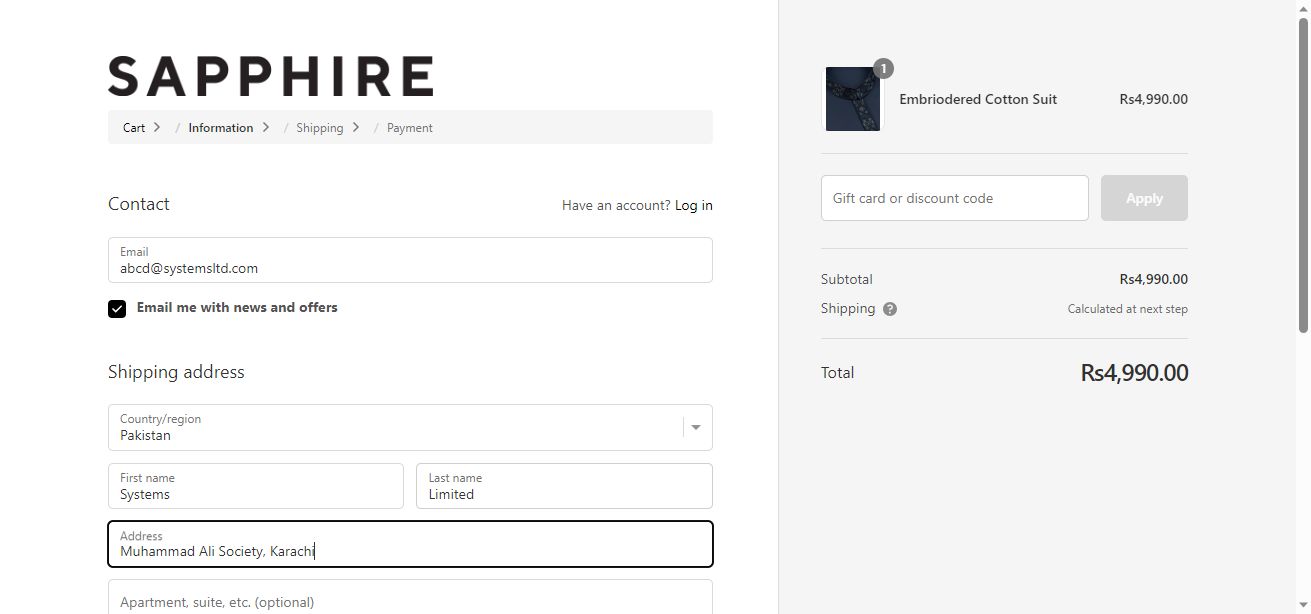 SAPPHIRE
Cart > / Information > / Shipping > / Payment
Contact
Have an account? Log in
Email
abcd@systemsltd.com
Email me with news and offers
Shipping address
Country/region
Pakistan
First name
Systems
Last name
Limited
Address
Muhammad Ali Society, Karachi
Apartment, suite, etc. (optional)
1
Embriodered Cotton Suit Rs4,990.00
Gift card or discount code
Apply
Subtotal Rs4,990.00
Shipping ? Calculated at next step
Total Rs4,990.00